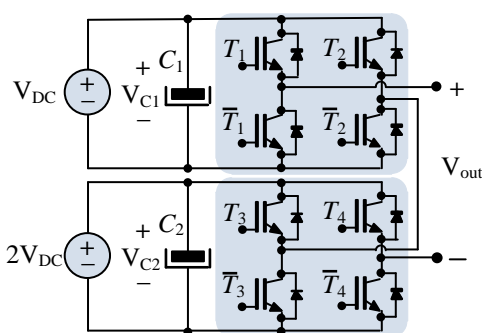 V_DC
+
−
+
C_1
V_C1
−
T_1
T_2
T̅_1
T̅_2
+
V_out
2V_DC
+
−
+
C_2
V_C2
−
T_3
T_4
T̅_3
T̅_4
−